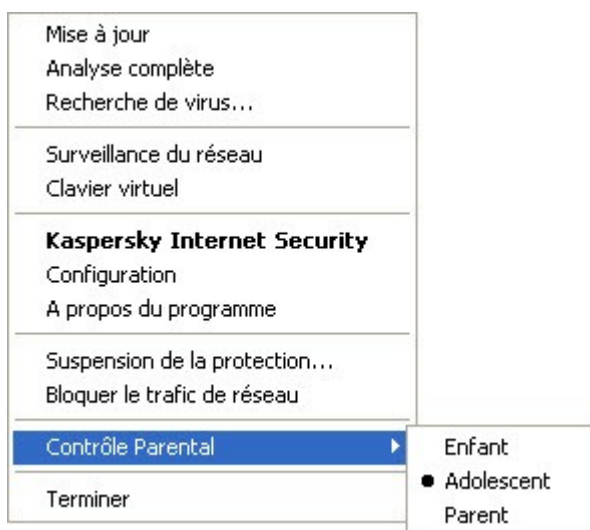 Mise à jour
Analyse complète
Recherche de virus...
Surveillance du réseau
Clavier virtuel
Kaspersky Internet Security
Configuration
A propos du programme
Suspension de la protection...
Bloquer le trafic de réseau
Contrôle Parental
Enfant
Adolescent
Parent
Terminer